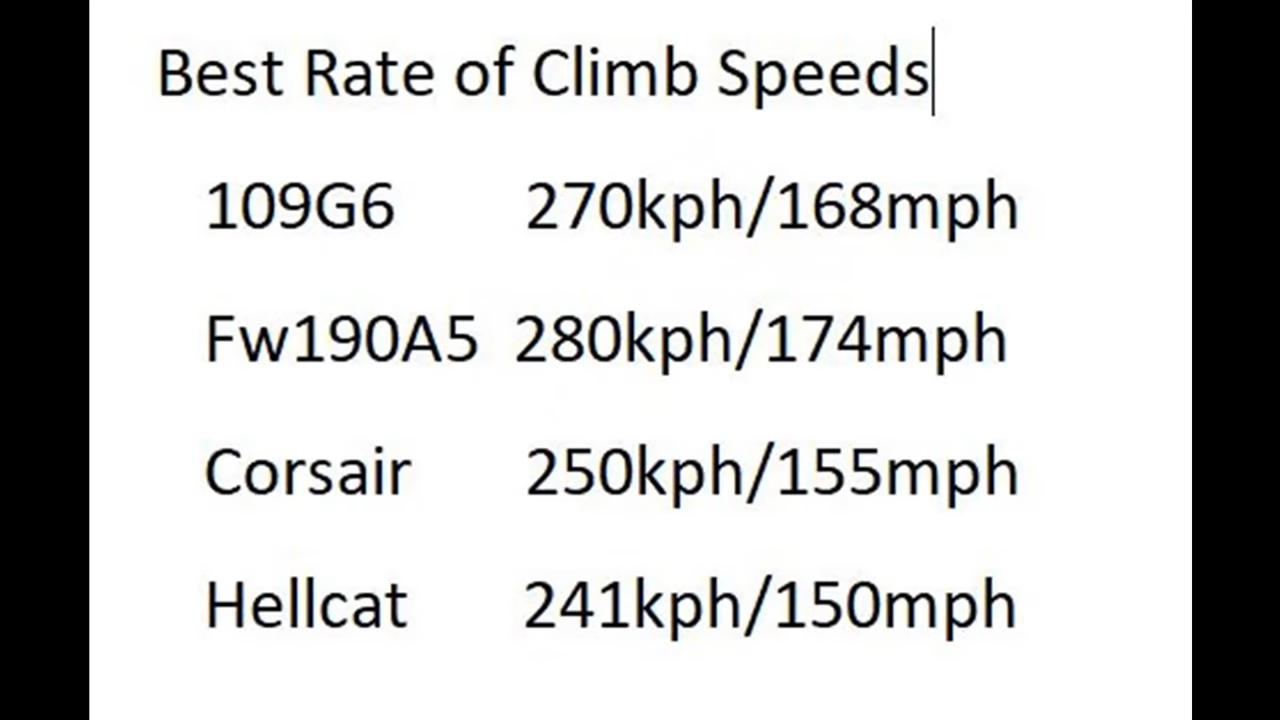 Best Rate of Climb Speeds
109G6 270kph/168mph
Fw190A5 280kph/174mph
Corsair 250kph/155mph
Hellcat 241kph/150mph